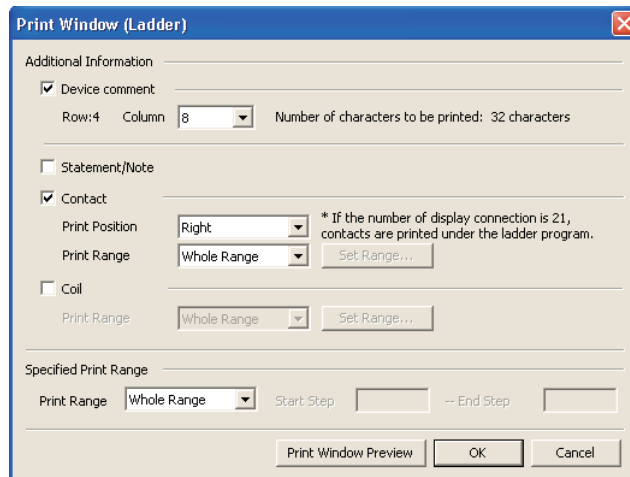 Print Window (Ladder)
Additional Information
Device comment
Row:4 Column 8 Number of characters to be printed: 32 characters
Statement/Note
Contact
Print Position Right * If the number of display connection is 21,
contacts are printed under the ladder program.
Print Range Whole Range Set Range...
Coil
Print Range Whole Range Set Range...
Specified Print Range
Print Range Whole Range Start Step -- End Step
Print Window Preview OK Cancel